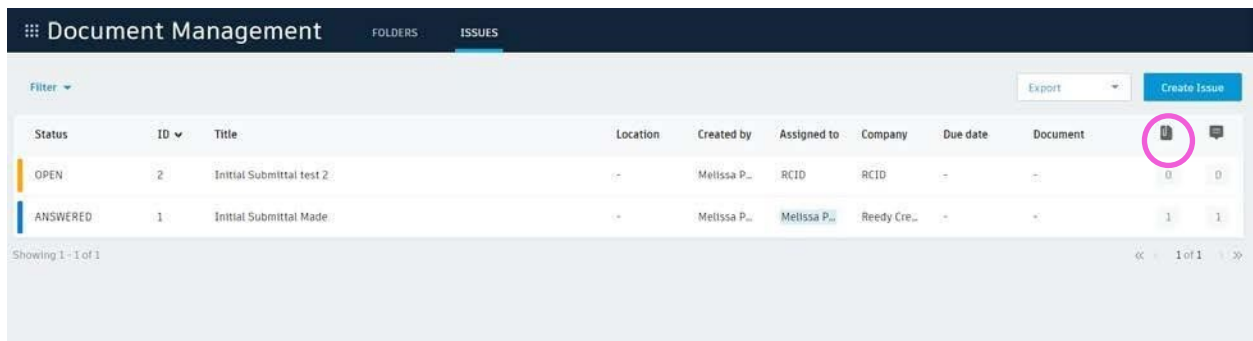 Document Management FOLDERS ISSUES
Filter Export Create Issue
Status ID Title Location Created by Assigned to Company Due date Document
OPEN 2 Initial Submittal test 2 - Melissa P... RCID RCID - - 0 0
ANSWERED 1 Initial Submittal Made - Melissa P... Melissa P... Reedy Cre... - - 1 1
Showing 1 - 1 of 1 1 of 1